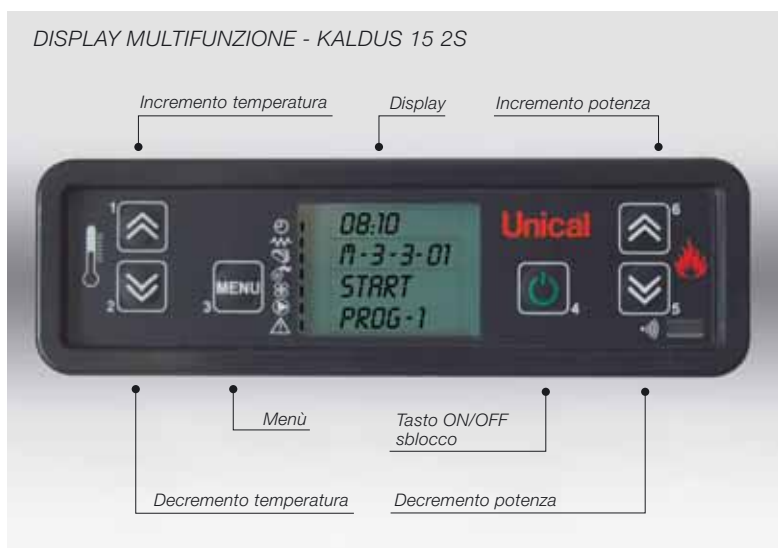 DISPLAY MULTIFUNZIONE - KALDUS 15 2S
Incremento temperatura
Display
Incremento potenza
1
2
MENU
3
08:10
M-3-3-01
START
PROG-1
Unical
4
6
5
Menù
Tasto ON/OFF
sblocco
Decremento temperatura
Decremento potenza